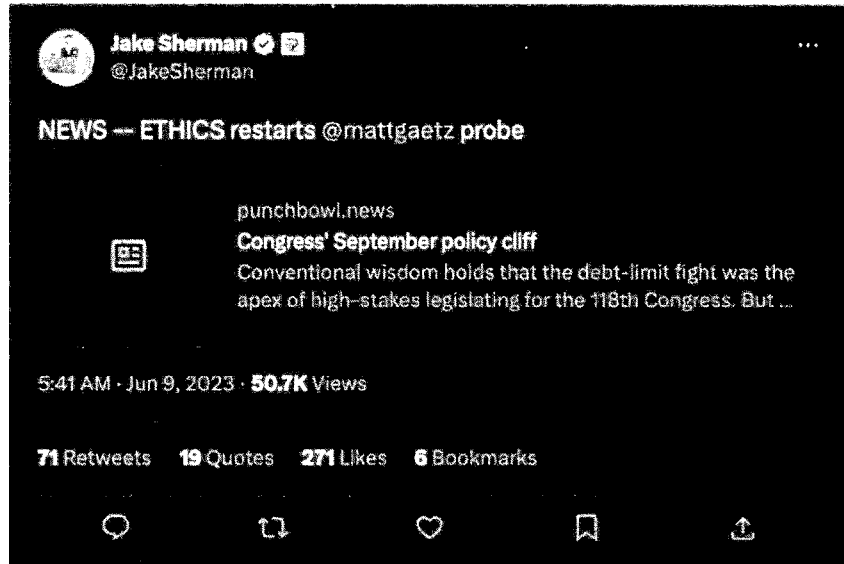 Jake Sherman
@JakeSherman
NEWS — ETHICS restarts @mattgaetz probe
punchbowl.news
Congress' September policy cliff
Conventional wisdom holds that the debt-limit fight was the
apex of high-stakes legislating for the 118th Congress. But ...
5:41 AM · Jun 9, 2023 · 50.7K Views
71 Retweets 19 Quotes 271 Likes 6 Bookmarks